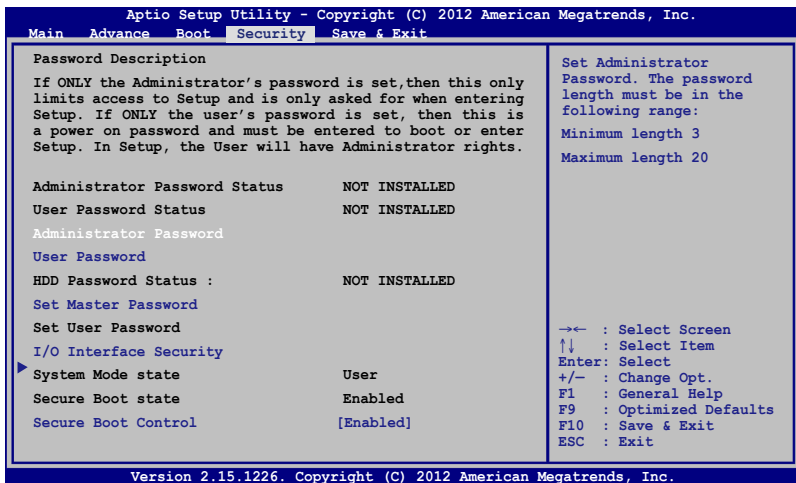 Aptio Setup Utility - Copyright (C) 2012 American Megatrends, Inc.
Main Advance Boot Security Save & Exit
Password Description
If ONLY the Administrator's password is set,then this only
limits access to Setup and is only asked for when entering
Setup. If ONLY the user's password is set, then this is
a power on password and must be entered to boot or enter
Setup. In Setup, the User will have Administrator rights.
Administrator Password Status NOT INSTALLED
User Password Status NOT INSTALLED
Administrator Password
User Password
HDD Password Status : NOT INSTALLED
Set Master Password
Set User Password
I/O Interface Security
System Mode state User
Secure Boot state Enabled
Secure Boot Control [Enabled]
Set Administrator
Password. The password
length must be in the
following range:
Minimum length 3
Maximum length 20
→← : Select Screen
↑↓ : Select Item
Enter: Select
+/— : Change Opt.
F1 : General Help
F9 : Optimized Defaults
F10 : Save & Exit
ESC : Exit
Version 2.15.1226. Copyright (C) 2012 American Megatrends, Inc.